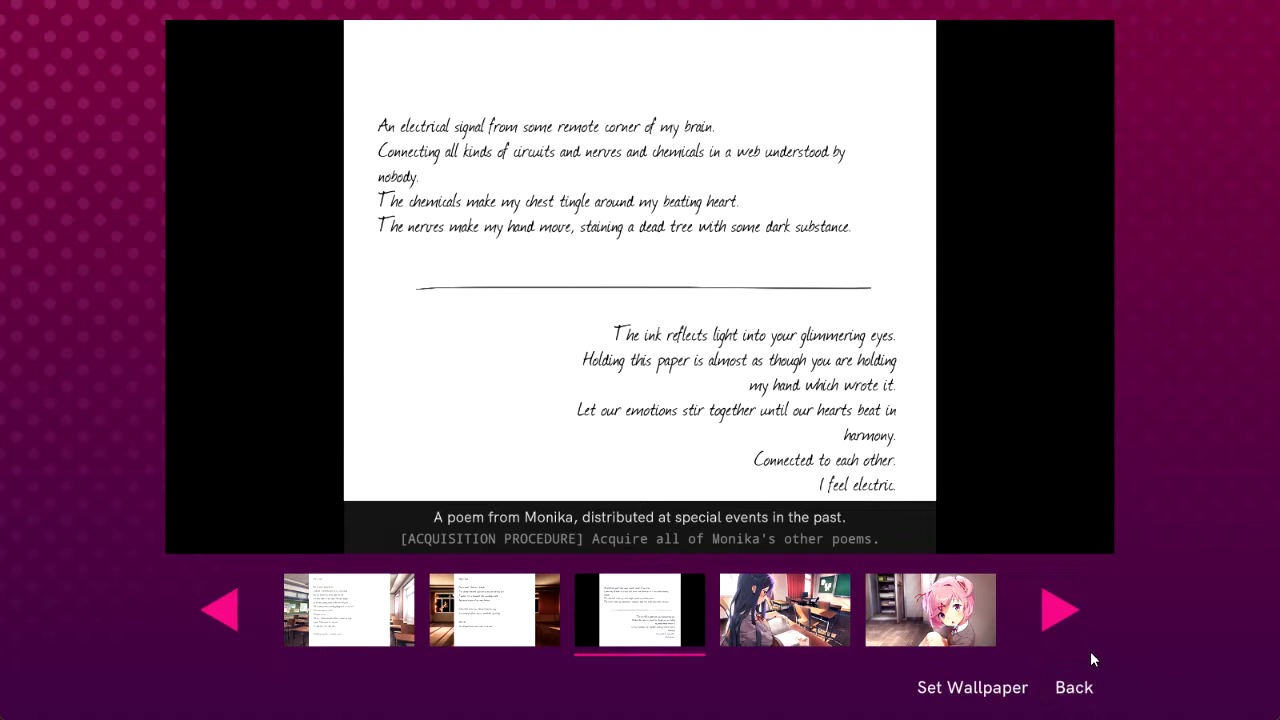 An electrical signal from some remote corner of my brain.
Connecting all kinds of circuits and nerves and chemicals in a web understood by
nobody.
The chemicals make my chest tingle around my beating heart.
The nerves make my hand move, staining a dead tree with some dark substance.
The ink reflects light into your glimmering eyes.
Holding this paper is almost as though you are holding
my hand which wrote it.
Let our emotions stir together until our hearts beat in
harmony.
Connected to each other.
I feel electric.
A poem from Monika, distributed at special events in the past.
[ACQUISITION PROCEDURE] Acquire all of Monika's other poems.
Set Wallpaper
Back